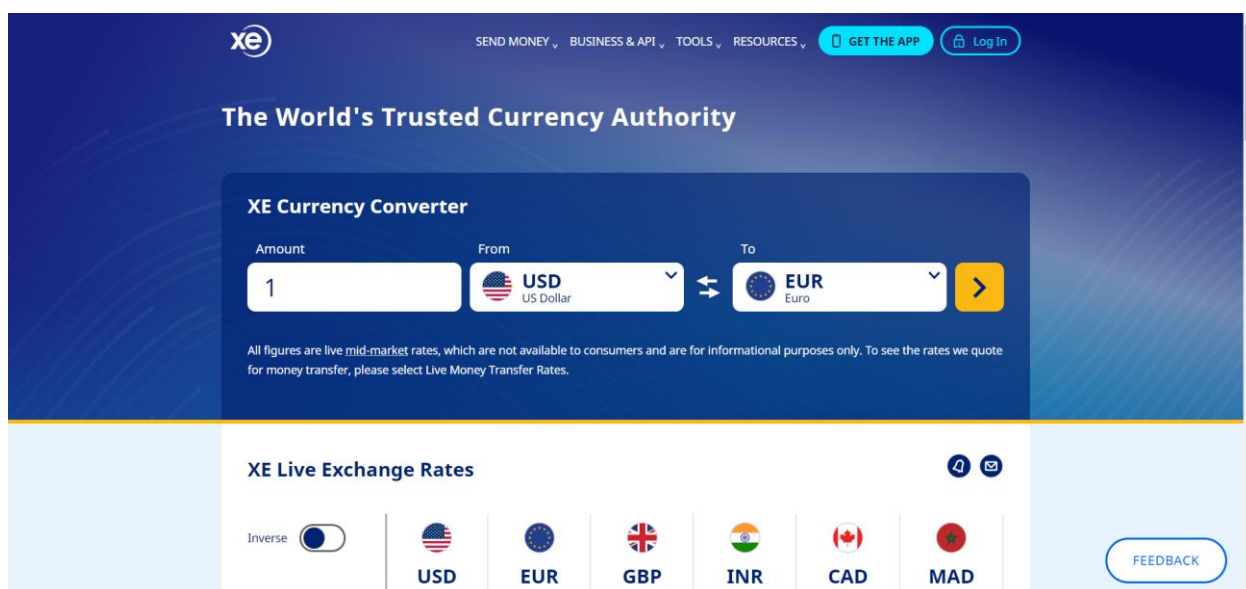 xe
SEND MONEY BUSINESS & API TOOLS RESOURCES GET THE APP Log In
The World's Trusted Currency Authority
XE Currency Converter
Amount From To
1 USD EUR
US Dollar Euro
All figures are live mid-market rates, which are not available to consumers and are for informational purposes only. To see the rates we quote
for money transfer, please select Live Money Transfer Rates.
XE Live Exchange Rates
Inverse
USD EUR GBP INR CAD MAD
FEEDBACK